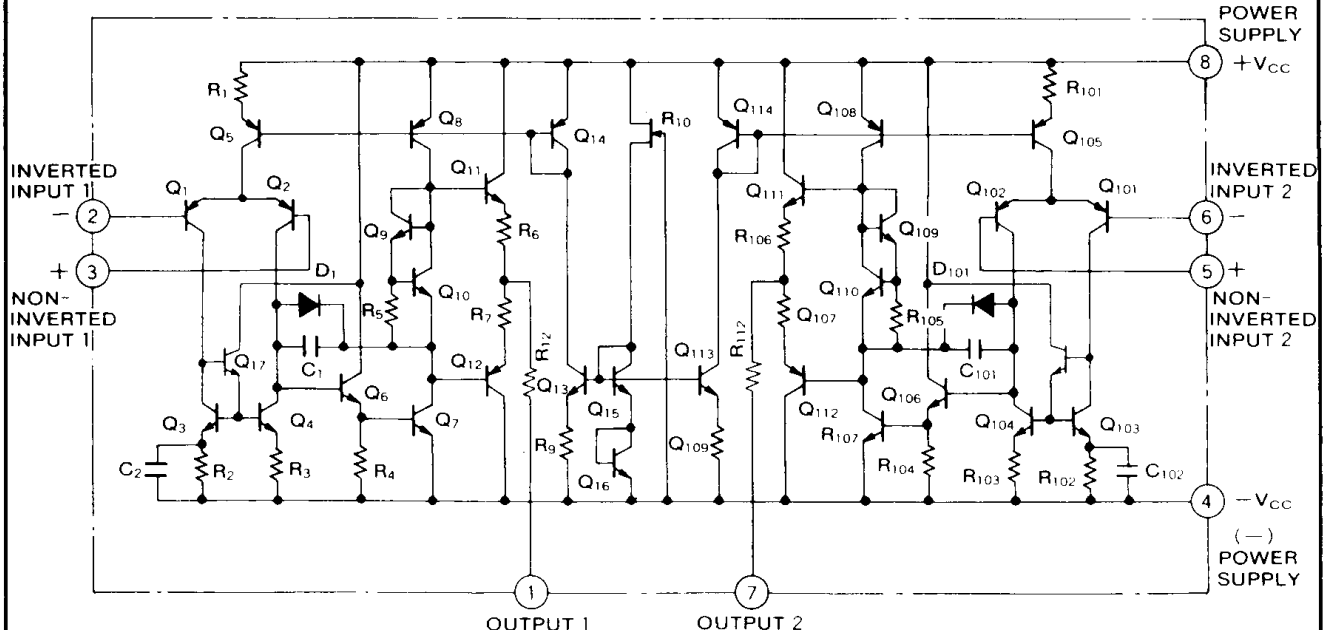 POWER
SUPPLY
8 +VCC
R1
Q5
Q8
Q14
R10
Q114
Q108
R101
Q105
INVERTED
INPUT 1
− 2
Q1
Q2
Q11
Q9
R6
Q111
R106
Q109
Q102
Q101
INVERTED
INPUT 2
6 −
+ 3
NON-
INVERTED
INPUT 1
D1
Q10
R5
R7
R12
Q110
Q107
R105
D101
5 +
NON-
INVERTED
INPUT 2
Q17
C1
Q6
Q12
Q13
Q15
Q113
R112
Q112
Q106
C101
Q3
Q4
Q7
Q104
Q103
C2
R2
R3
R4
R9
Q16
Q109
R107
R104
R103
R102
C102
4 −VCC
(−)
POWER
SUPPLY
1
OUTPUT 1
7
OUTPUT 2